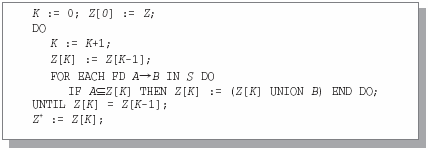 K := 0; Z[0] := Z;
DO
K := K+1;
Z[K] := Z[K-1];
FOR EACH FD A→B IN S DO
IF A⊆Z[K] THEN Z[K] := (Z[K] UNION B) END DO;
UNTIL Z[K] = Z[K-1];
Z⁺ := Z[K];